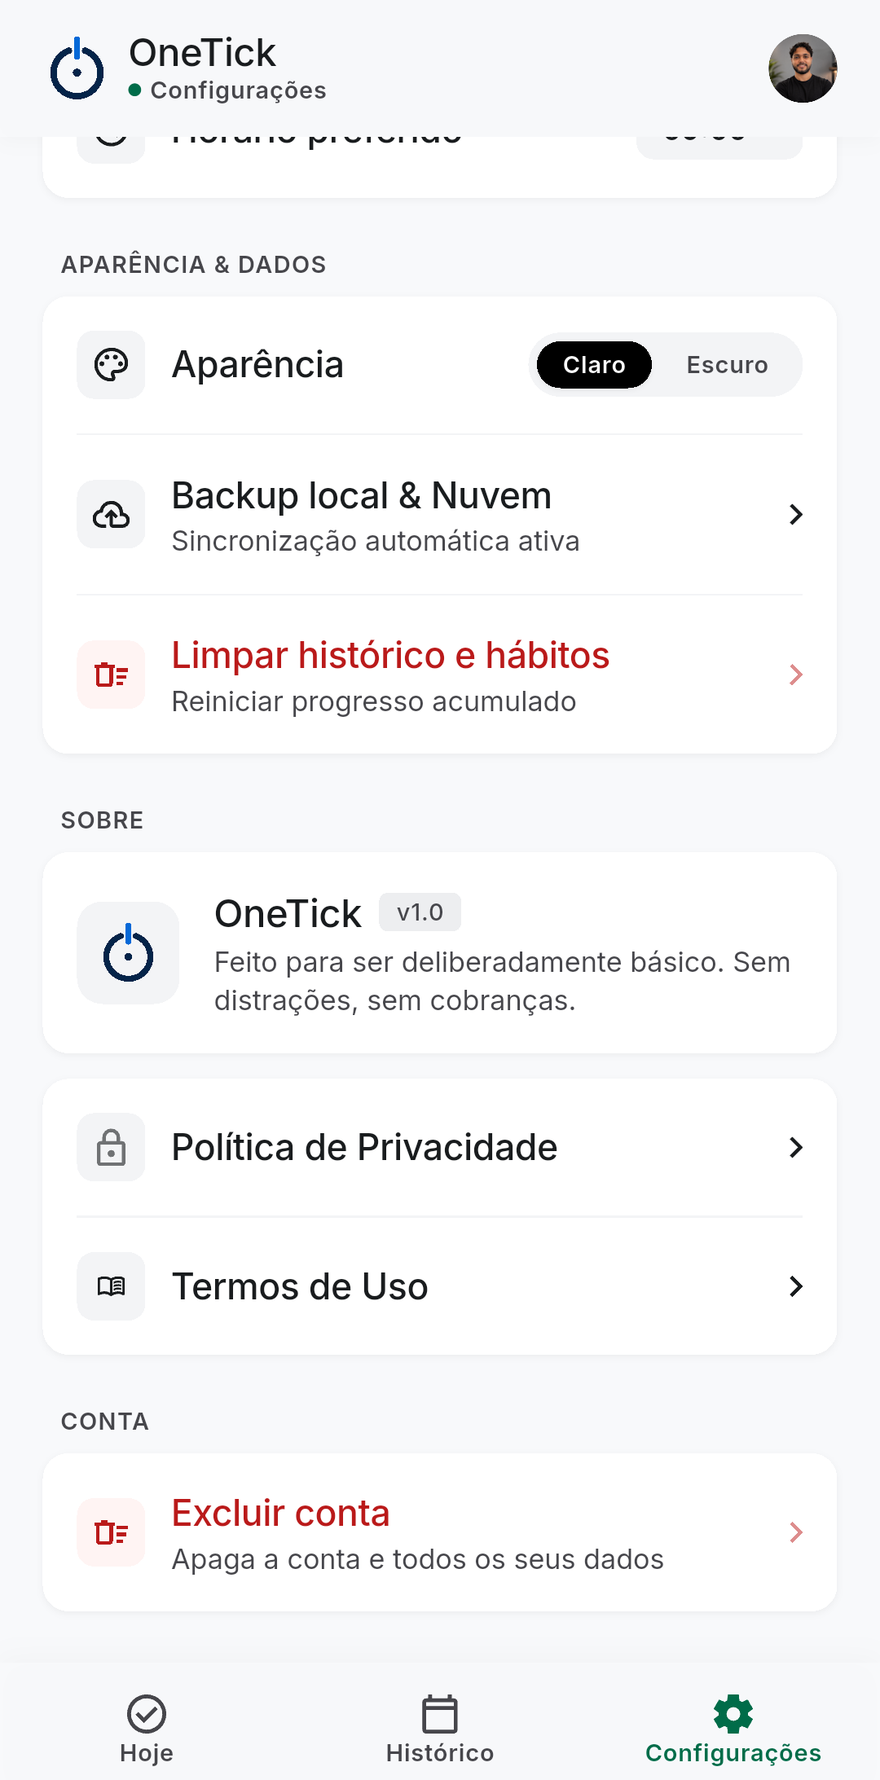 OneTick
Configurações
Horário preferido
APARÊNCIA & DADOS
Aparência
Claro
Escuro
Backup local & Nuvem
Sincronização automática ativa
Limpar histórico e hábitos
Reiniciar progresso acumulado
SOBRE
OneTick
v1.0
Feito para ser deliberadamente básico. Sem
distrações, sem cobranças.
Política de Privacidade
Termos de Uso
CONTA
Excluir conta
Apaga a conta e todos os seus dados
Hoje
Histórico
Configurações